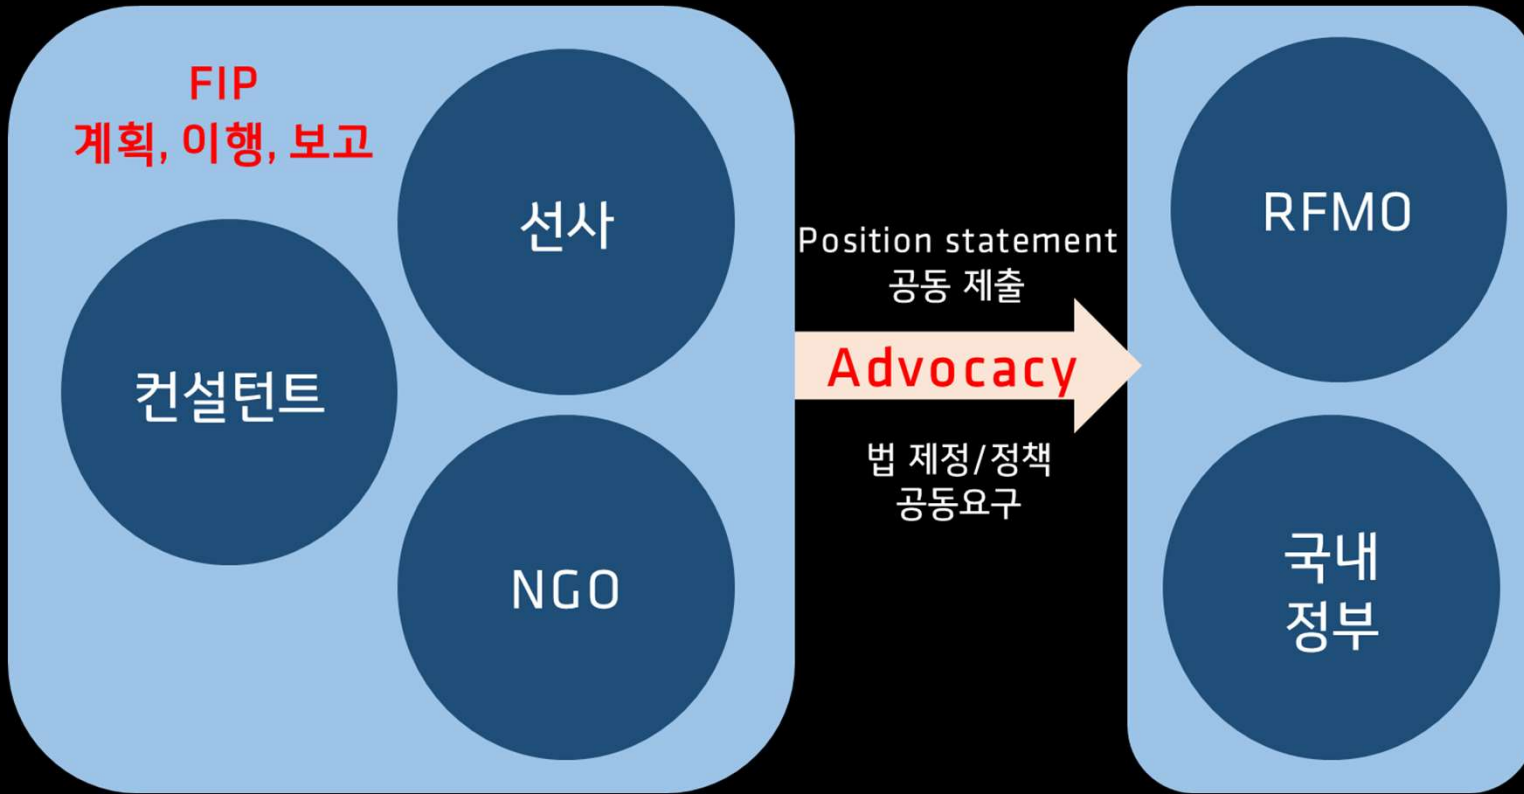 FIP
계획, 이행, 보고
선사
컨설턴트
NGO
Position statement
공동 제출
Advocacy
법 제정/정책
공동요구
RFMO
국내
정부